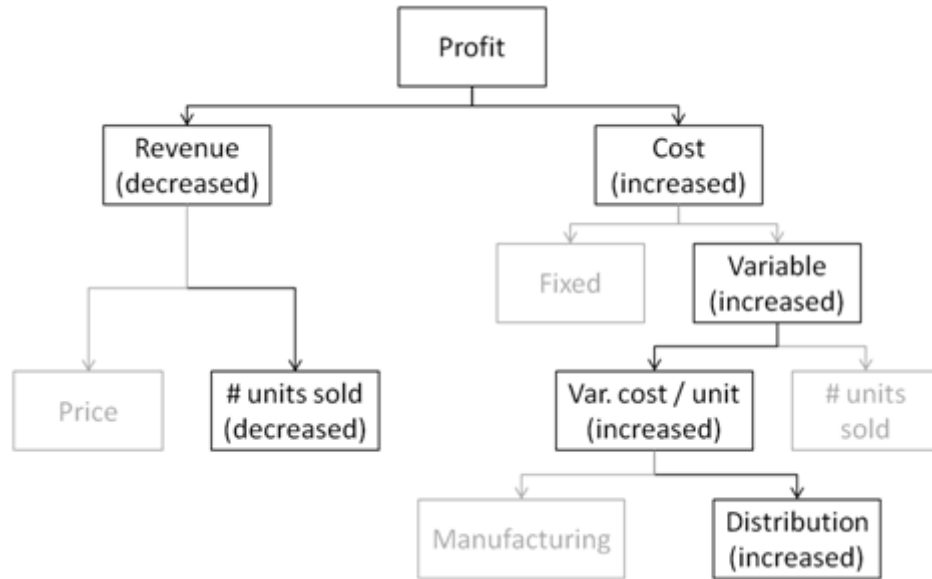 Profit
Revenue
(decreased)
Cost
(increased)
Fixed
Variable
(increased)
Price
# units sold
(decreased)
Var. cost / unit
(increased)
# units
sold
Manufacturing
Distribution
(increased)